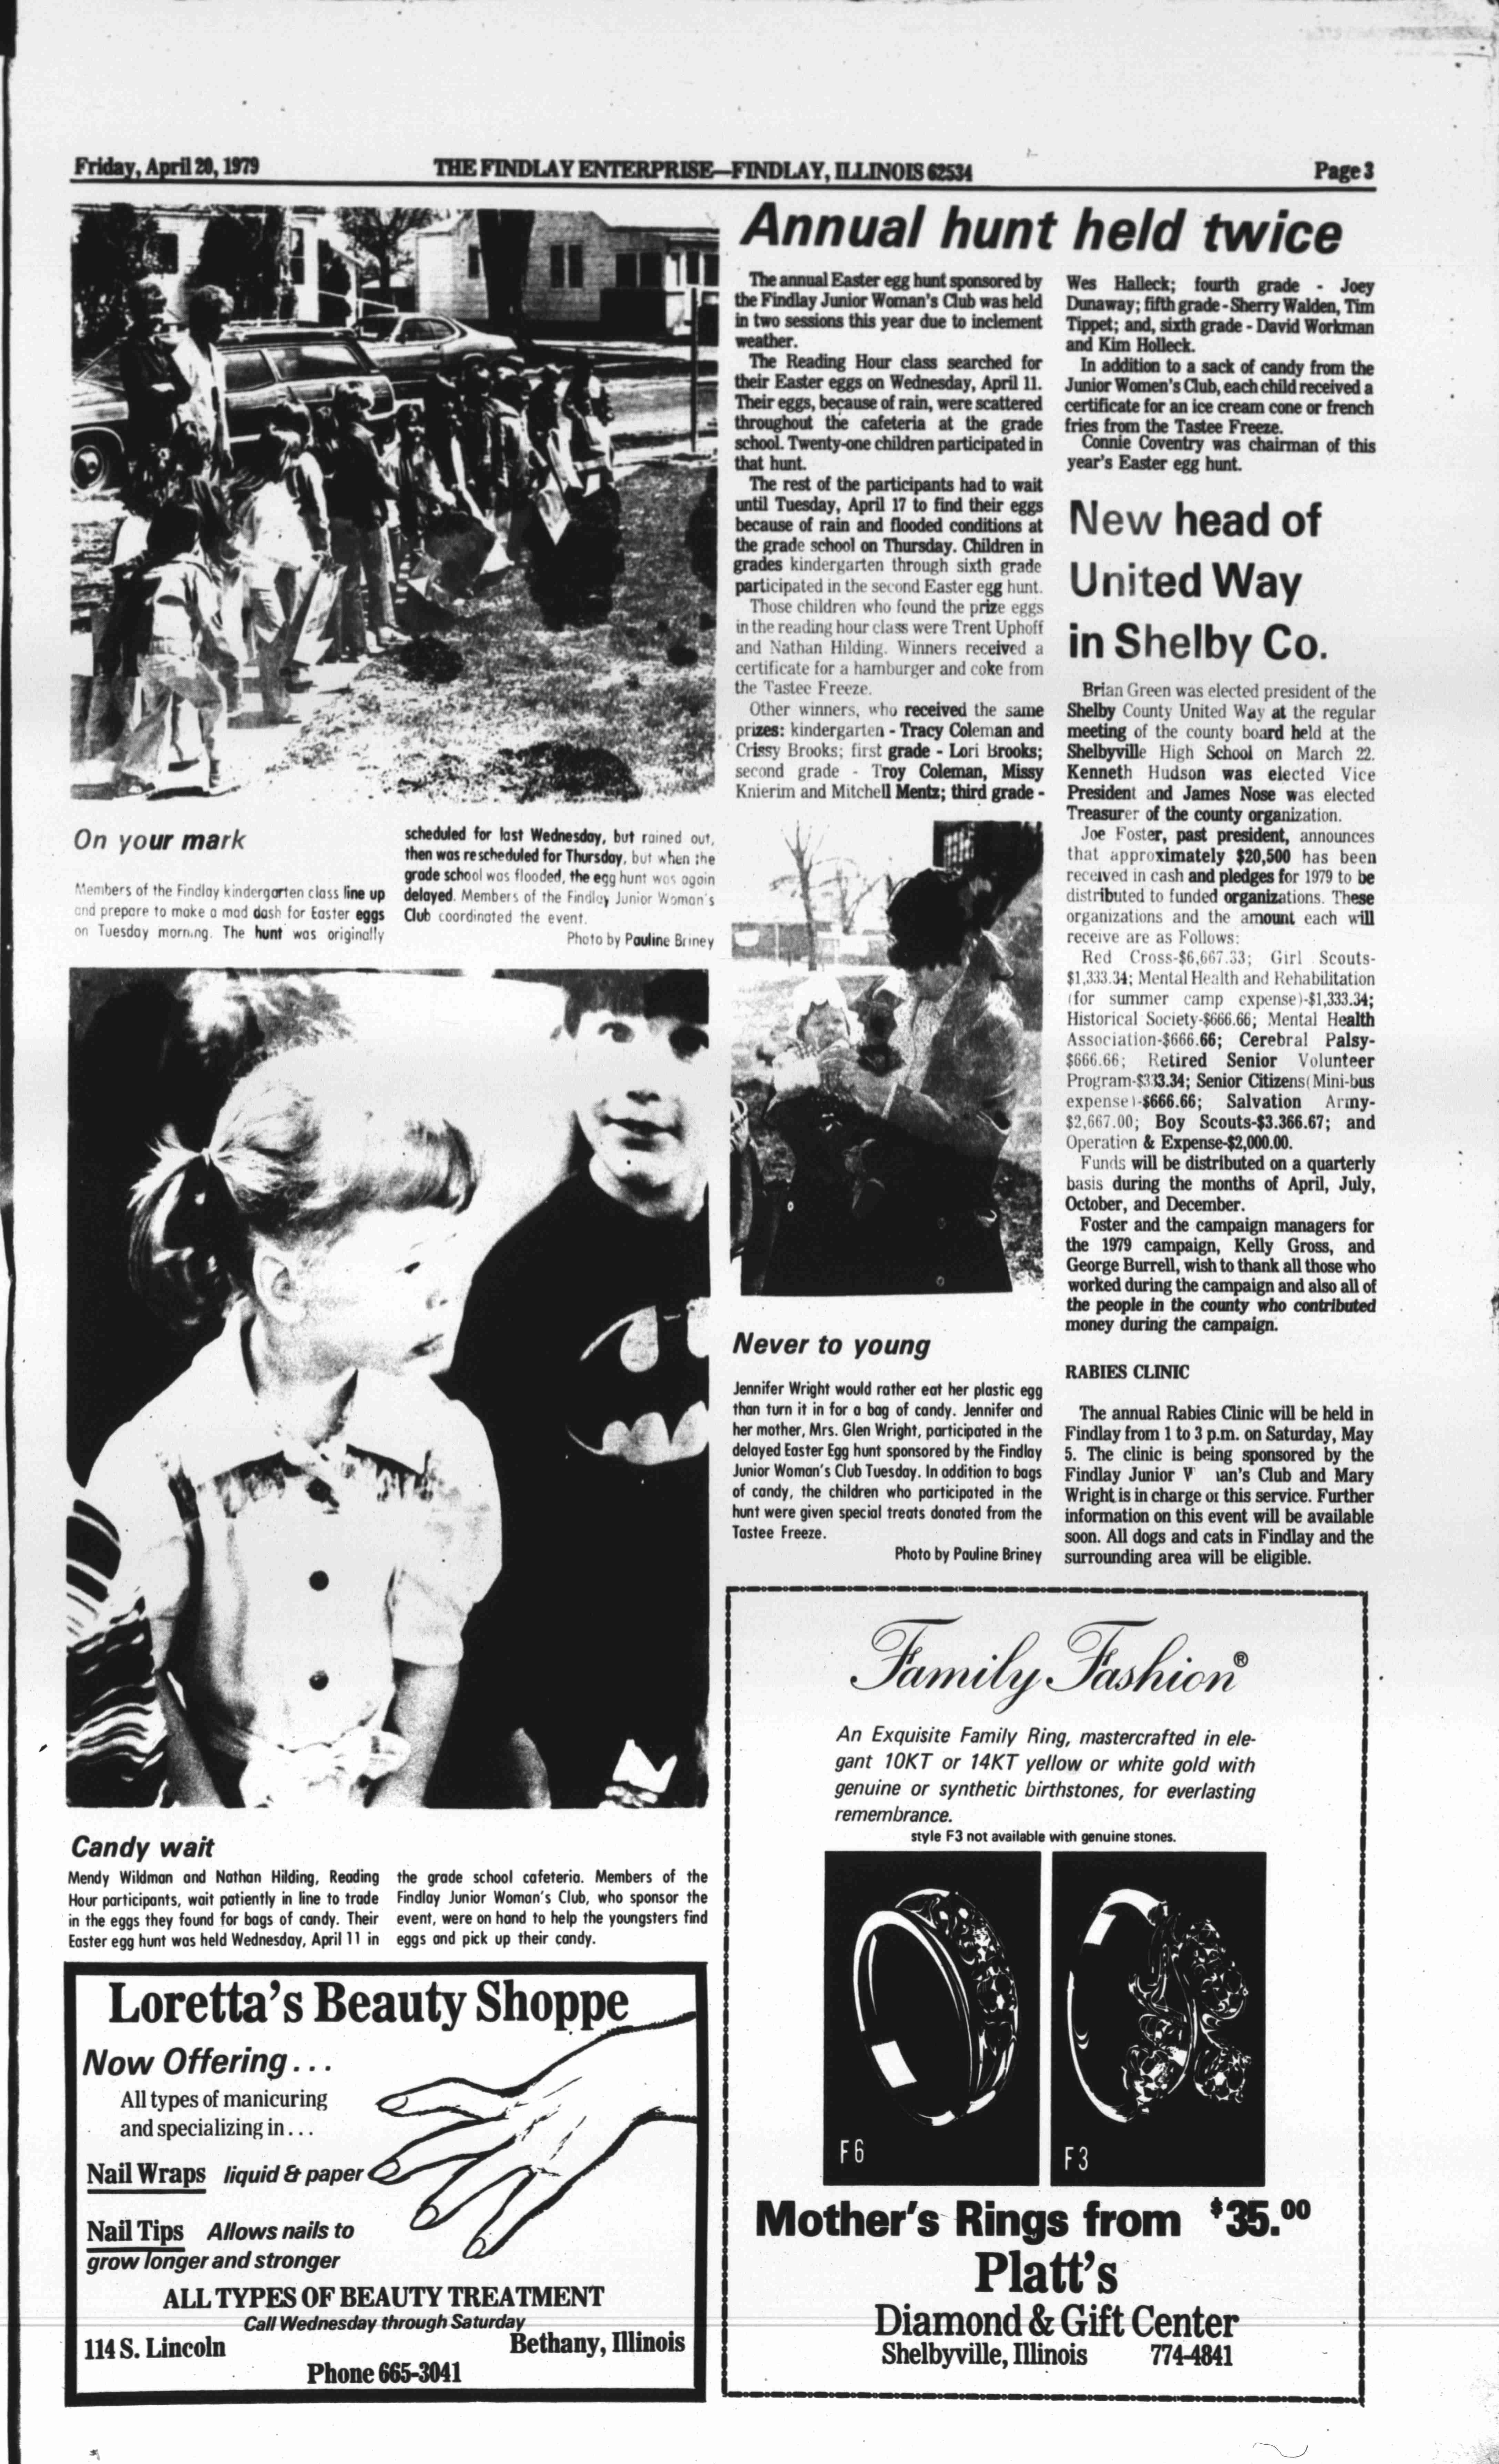 Friday, April 20, 1979
THE FINDLAY ENTERPRISE—FINDLAY, ILLINOIS 62534
Page 3
Annual hunt held twice
The annual Easter egg hunt sponsored by
the Findlay Junior Woman's Club was held
in two sessions this year due to inclement
weather.
The Reading Hour class searched for
their Easter eggs on Wednesday, April 11.
Their eggs, because of rain, were scattered
throughout the cafeteria at the grade
school. Twenty-one children participated in
that hunt.
The rest of the participants had to wait
until Tuesday, April 17 to find their eggs
because of rain and flooded conditions at
the grade school on Thursday. Children in
grades kindergarten through sixth grade
participated in the second Easter egg hunt.
Those children who found the prize eggs
in the reading hour class were Trent Uphoff
and Nathan Hilding. Winners received a
certificate for a hamburger and coke from
the Tastee Freeze.
Other winners, who received the same
prizes: kindergarten - Tracy Coleman and
Crissy Brooks; first grade - Lori Brooks;
second grade - Troy Coleman, Missy
Knierim and Mitchell Mentz; third grade -
Wes Halleck; fourth grade - Joey
Dunaway; fifth grade - Sherry Walden, Tim
Tippet; and, sixth grade - David Workman
and Kim Holleck.
In addition to a sack of candy from the
Junior Women's Club, each child received a
certificate for an ice cream cone or french
fries from the Tastee Freeze.
Connie Coventry was chairman of this
year's Easter egg hunt.
New head of
United Way
in Shelby Co.
Brian Green was elected president of the
Shelby County United Way at the regular
meeting of the county board held at the
Shelbyville High School on March 22.
Kenneth Hudson was elected Vice
President and James Nose was elected
Treasurer of the county organization.
Joe Foster, past president, announces
that approximately $20,500 has been
received in cash and pledges for 1979 to be
distributed to funded organizations. These
organizations and the amount each will
receive are as Follows:
Red Cross-$6,667.33; Girl Scouts-
$1,333.34; Mental Health and Rehabilitation
(for summer camp expense)-$1,333.34;
Historical Society-$666.66; Mental Health
Association-$666.66; Cerebral Palsy-
$666.66; Retired Senior Volunteer
Program-$333.34; Senior Citizens(Mini-bus
expense)-$666.66; Salvation Army-
$2,667.00; Boy Scouts-$3.366.67; and
Operation & Expense-$2,000.00.
Funds will be distributed on a quarterly
basis during the months of April, July,
October, and December.
Foster and the campaign managers for
the 1979 campaign, Kelly Gross, and
George Burrell, wish to thank all those who
worked during the campaign and also all of
the people in the county who contributed
money during the campaign.
RABIES CLINIC
The annual Rabies Clinic will be held in
Findlay from 1 to 3 p.m. on Saturday, May
5. The clinic is being sponsored by the
Findlay Junior W an's Club and Mary
Wright is in charge of this service. Further
information on this event will be available
soon. All dogs and cats in Findlay and the
surrounding area will be eligible.
On your mark
Members of the Findlay kindergarten class line up
and prepare to make a mad dash for Easter eggs
on Tuesday morning. The hunt was originally
scheduled for last Wednesday, but rained out,
then was rescheduled for Thursday, but when the
grade school was flooded, the egg hunt was again
delayed. Members of the Findlay Junior Woman's
Club coordinated the event.
Photo by Pauline Briney
Never to young
Jennifer Wright would rather eat her plastic egg
than turn it in for a bag of candy. Jennifer and
her mother, Mrs. Glen Wright, participated in the
delayed Easter Egg hunt sponsored by the Findlay
Junior Woman's Club Tuesday. In addition to bags
of candy, the children who participated in the
hunt were given special treats donated from the
Tastee Freeze.
Photo by Pauline Briney
Candy wait
Mendy Wildman and Nathan Hilding, Reading
Hour participants, wait patiently in line to trade
in the eggs they found for bags of candy. Their
Easter egg hunt was held Wednesday, April 11 in
the grade school cafeteria. Members of the
Findlay Junior Woman's Club, who sponsor the
event, were on hand to help the youngsters find
eggs and pick up their candy.
Loretta's Beauty Shoppe
Now Offering...
All types of manicuring
and specializing in...
Nail Wraps liquid & paper
Nail Tips Allows nails to
grow longer and stronger
ALL TYPES OF BEAUTY TREATMENT
Call Wednesday through Saturday
114 S. Lincoln
Bethany, Illinois
Phone 665-3041
Family Fashion®
An Exquisite Family Ring, mastercrafted in ele-
gant 10KT or 14KT yellow or white gold with
genuine or synthetic birthstones, for everlasting
remembrance.
style F3 not available with genuine stones.
F6
F3
Mother's Rings from $35.00
Platt's
Diamond & Gift Center
Shelbyville, Illinois 774-4841